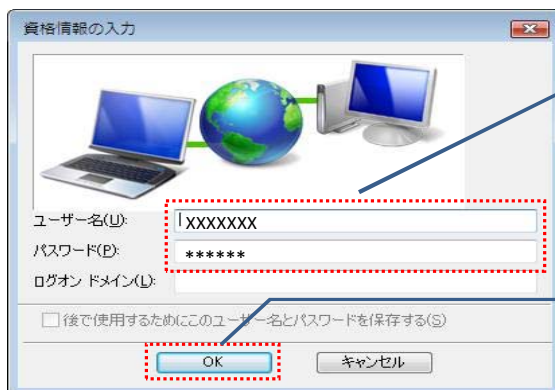 資格情報の入力
ユーザー名(U): XXXXXXX
パスワード(P): ******
ログオン ドメイン(L):
後で使用するためにこのユーザー名とパスワードを保存する(S)
OK キャンセル